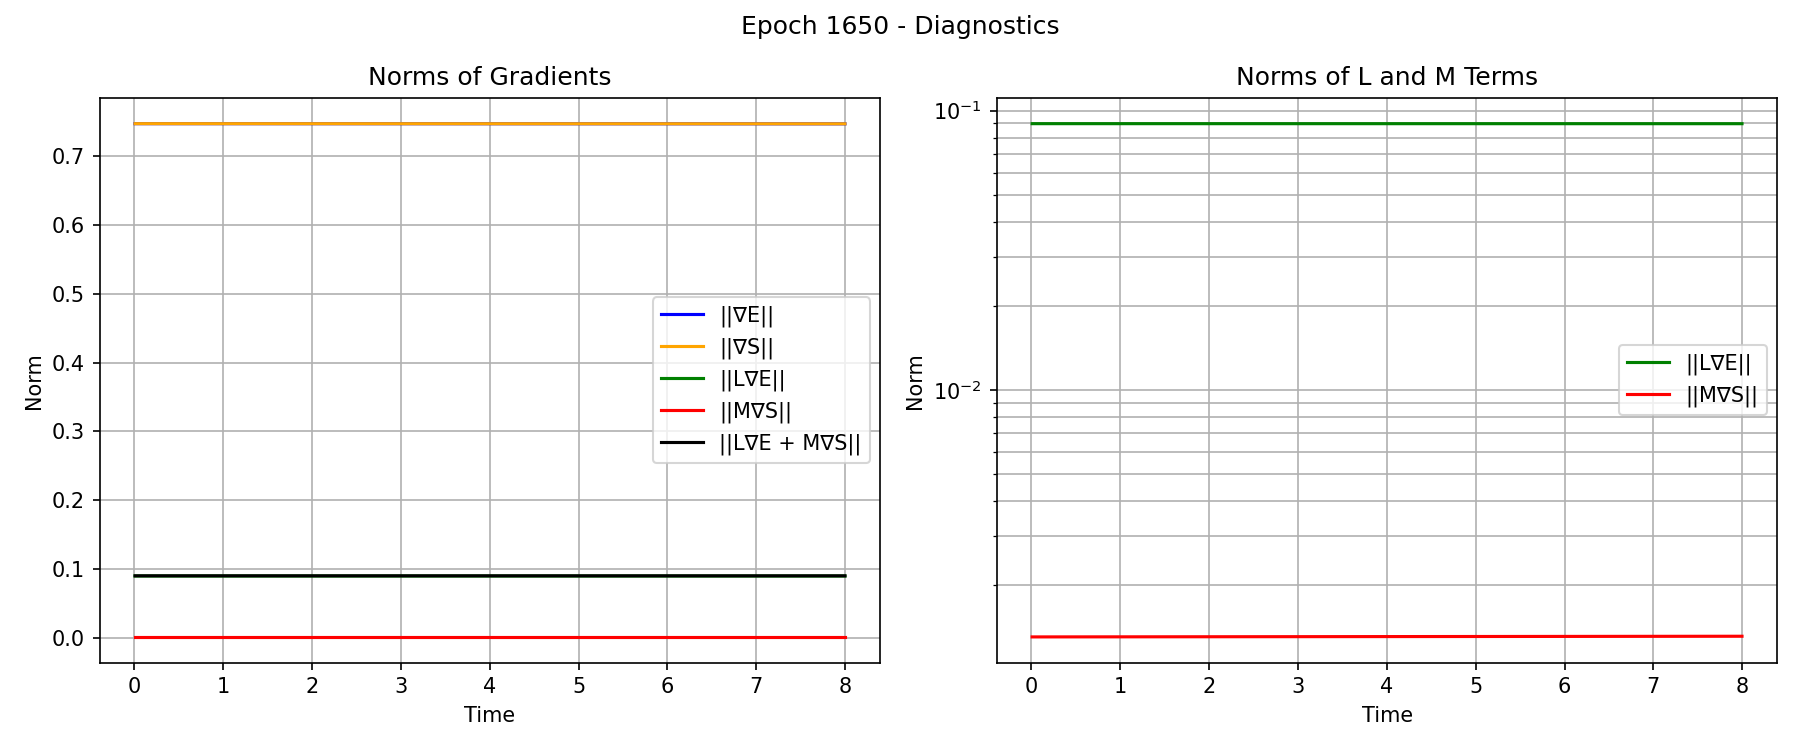 Epoch 1650 - Diagnostics
Norms of Gradients
Norm
0.7
0.6
0.5
0.4
0.3
0.2
0.1
0.0
||∇E||
||∇S||
||L∇E||
||M∇S||
||L∇E + M∇S||
0 1 2 3 4 5 6 7 8
Time
Norms of L and M Terms
Norm
10⁻¹
10⁻²
||L∇E||
||M∇S||
0 1 2 3 4 5 6 7 8
Time